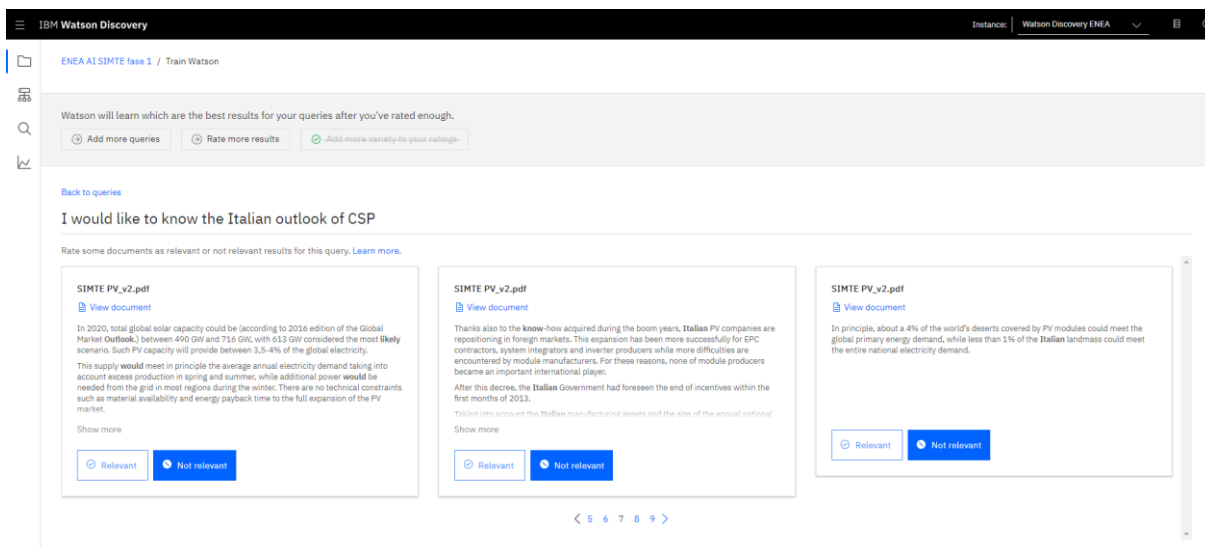 IBM Watson Discovery
Instance:
Watson Discovery ENEA
ENEA AI SIMTE fase 1 / Train Watson
Watson will learn which are the best results for your queries after you've rated enough.
Add more queries
Rate more results
Add more variety to your ratings.
Back to queries
I would like to know the Italian outlook of CSP
Rate some documents as relevant or not relevant results for this query. Learn more.
SIMTE PV_v2.pdf
View document
In 2020, total global solar capacity could be (according to 2016 edition of the Global
Market Outlook,) between 490 GW and 716 GW, with 613 GW considered the most likely
scenario. Such PV capacity will provide between 3,5-4% of the global electricity.
This supply would meet in principle the average annual electricity demand taking into
account excess production in spring and summer, while additional power would be
needed from the grid in most regions during the winter. There are no technical constraints
such as material availability and energy payback time to the full expansion of the PV
market.
Show more
Relevant
Not relevant
SIMTE PV_v2.pdf
View document
Thanks also to the know-how acquired during the boom years, Italian PV companies are
repositioning in foreign markets. This expansion has been more successfully for EPC
contractors, system integrators and inverter producers while more difficulties are
encountered by module manufacturers. For these reasons, none of module producers
became an important international player.
After this decree, the Italian Government had foreseen the end of incentives within the
first months of 2013.
Taking into account the Italian manufacturing assets and the size of the annual national
Show more
Relevant
Not relevant
SIMTE PV_v2.pdf
View document
In principle, about a 4% of the world's deserts covered by PV modules could meet the
global primary energy demand, while less than 1% of the Italian landmass could meet
the entire national electricity demand.
Relevant
Not relevant
5 6 7 8 9